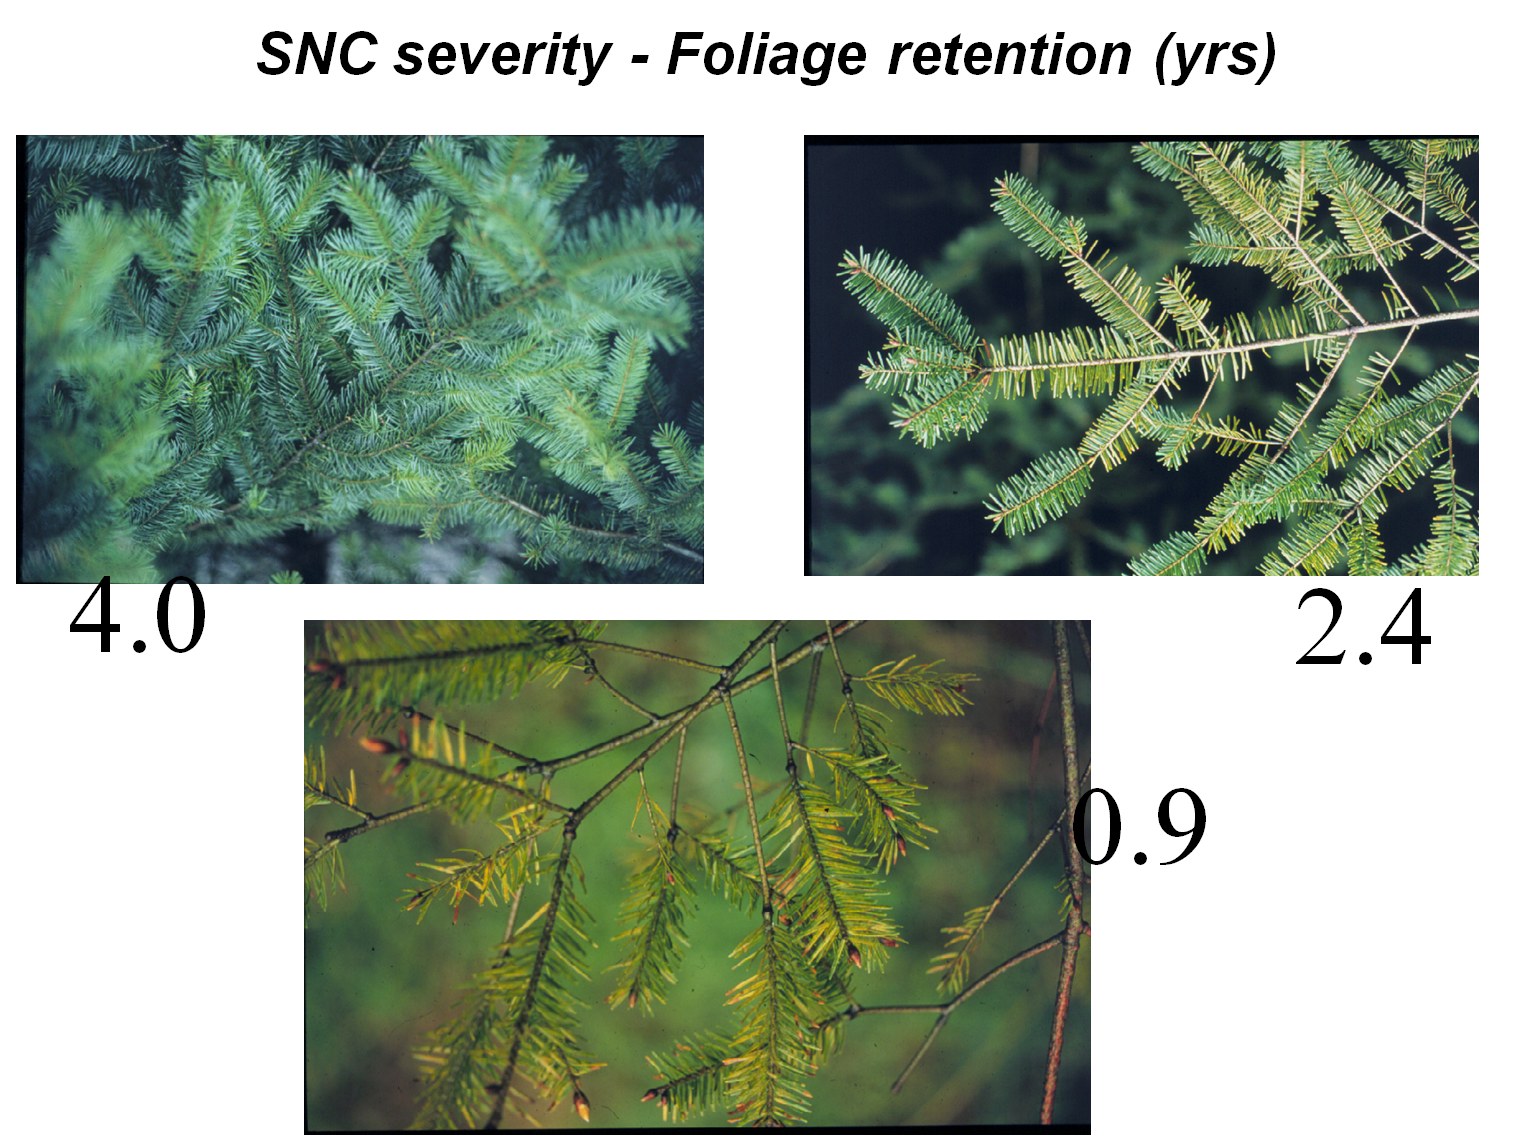 SNC severity - Foliage retention (yrs)
4.0
2.4
0.9